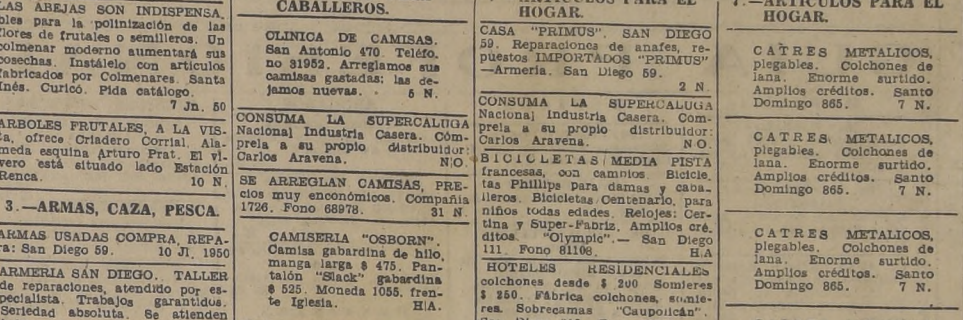 LAS ABEJAS SON INDISPENSA.
bles para la polinización de las
flores de frutales o semilleros. Un
colmenar moderno aumentará sus
cosechas. Instálelo con artículos
fabricados por Colmenares. Santa
Inés. Curicó. Pida catálogo.
7 Jn. 50
ARBOLES FRUTALES, A LA VIS-
ta, ofrece Criadero Corrial. Ala-
meda esquina Arturo Prat. El vi-
vero está situado lado Estación
Renca. 10 N.
3.—ARMAS, CAZA, PESCA.
ARMAS USADAS COMPRA, REPA-
ra: San Diego 59. 10 Jl. 1950
ARMERIA SAN DIEGO. TALLER
de reparaciones, atendido por es-
pecialista. Trabajos garantidos.
Seriedad absoluta. Se atienden
CABALLEROS.
CLINICA DE CAMISAS.
San Antonio 470. Teléfo.
no 31952. Arreglamos sus
camisas gastadas: las de-
jamos nuevas. 5 N.
CONSUMA LA SUPERCALUGA
Nacional Industria Casera. Cóm-
prela a su propio distribuidor:
Carlos Aravena. N|O.
SE ARREGLAN CAMISAS, PRE-
cios muy enconómicos. Compañía
1726. Fono 68978. 31 N.
CAMISERIA "OSBORN".
Camisa gabardina de hilo,
manga larga $ 475. Pan-
talón "Slack" gabardina
$ 525. Moneda 1055, fren-
te Iglesia. H|A.
ARTICULOS PARA EL
HOGAR.
CASA "PRIMUS". SAN DIEGO
59. Reparaciones de anafes, re-
puestos IMPORTADOS "PRIMUS"
—Armería. San Diego 59.
2 N.
CONSUMA LA SUPERCALUGA
Nacional Industria Casera. Cóm-
prela a su propio distribuidor:
Carlos Aravena. N O.
BICICLETAS MEDIA PISTA
francesas, con cambios. Bicicle.
tas Phillips para damas y caba-
lleros. Bicicletas Centenario, para
niños todas edades. Relojes: Cer-
tina y Super-Fabriz. Amplios cré.
ditos. "Olympic".— San Diego
111. Fono 81108. H.A
HOTELES RESIDENCIALES
colchones desde $ 200 Somieres
$ 250. Fábrica colchones, somie-
res. Sobrecamas "Caupolicán".
7.—ARTICULOS PARA EL
HOGAR.
CATRES METALICOS,
plegables. Colchones de
lana. Enorme surtido.
Amplios créditos. Santo
Domingo 865. 7 N.
CATRES METALICOS,
plegables. Colchones de
lana. Enorme surtido.
Amplios créditos. Santo
Domingo 865. 7 N.
CATRES METALICOS,
plegables. Colchones de
lana. Enorme surtido.
Amplios créditos. Santo
Domingo 865. 7 N.